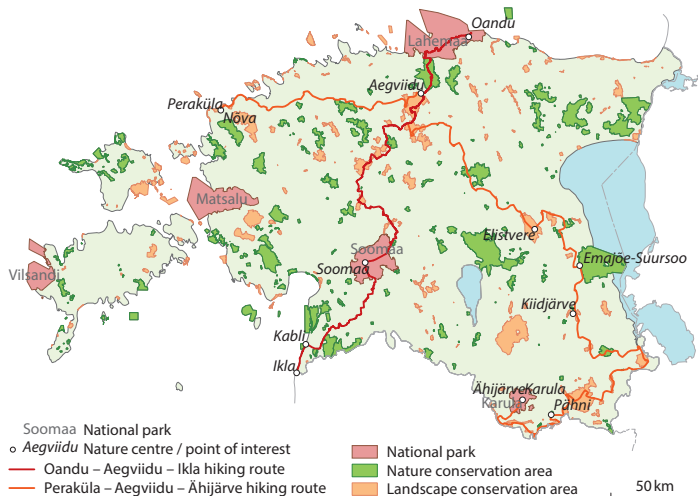 Oandu
Lahemaa
Aegviidu
Peraküla
Nõva
Matsalu
Soomaa
Soomaa
Vilsandi
Elistvere
Emajõe-Suursoo
Kiidjärve
Kabli
Ikla
Ähijärve
Karula
Karula
Pähni
Soomaa National park
Aegviidu Nature centre / point of interest
Oandu – Aegviidu – Ikla hiking route
Peraküla – Aegviidu – Ähijärve hiking route
National park
Nature conservation area
Landscape conservation area
50 km